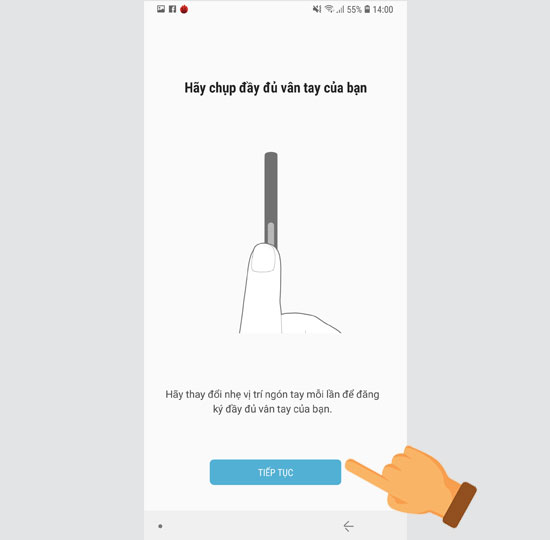 55% 14:00
Hãy chụp đầy đủ vân tay của bạn
Hãy thay đổi nhẹ vị trí ngón tay mỗi lần để đăng
ký đầy đủ vân tay của bạn.
TIẾP TỤC